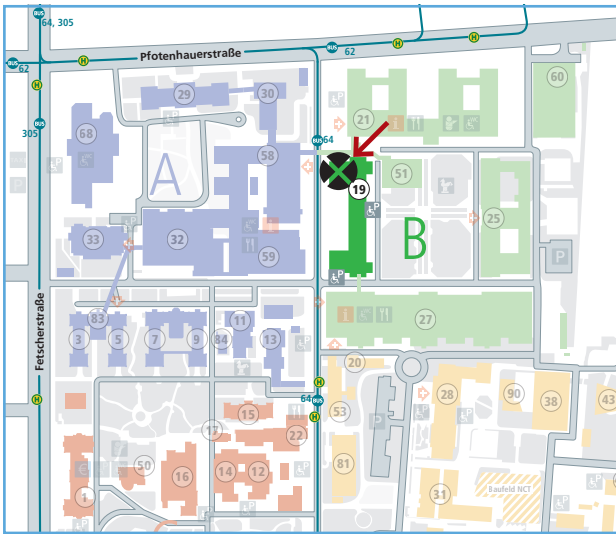 BUS
64, 305
Pfotenhauerstraße
BUS
62
H
H
H
BUS
62
H
60
29
30
21
i
305
BUS
68
BUS
64
P
P
58
A
51
19
P
25
B
33
32
i
P
59
P
Fetscherstraße
83
11
i
27
3
5
7
9
84
13
20
H
28
90
38
43
H
64
BUS
H
53
15
P
17
22
50
14
12
16
81
1
31
Baufeld NCT
P